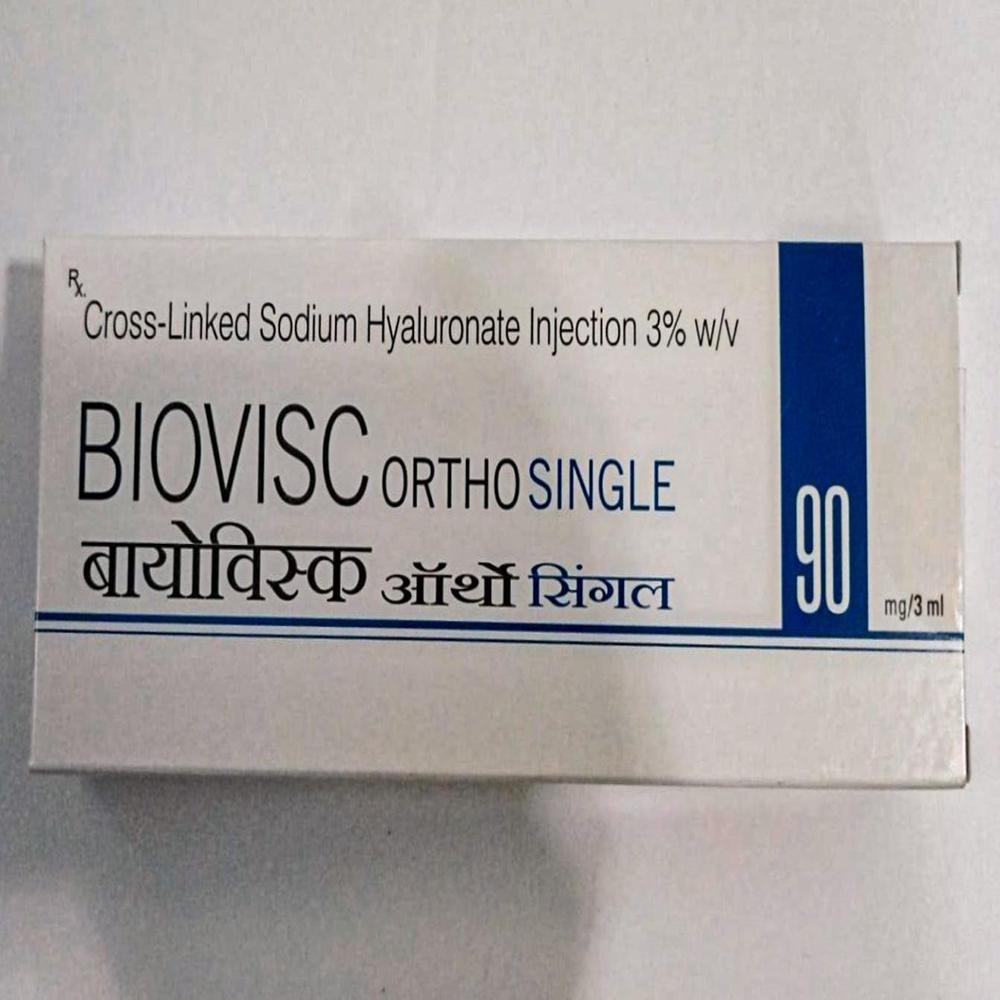 Rx.
Cross-Linked Sodium Hyaluronate Injection 3% w/v
BIOVISC ORTHO SINGLE
बायोविस्क ऑर्थो सिंगल
90 mg/3 ml